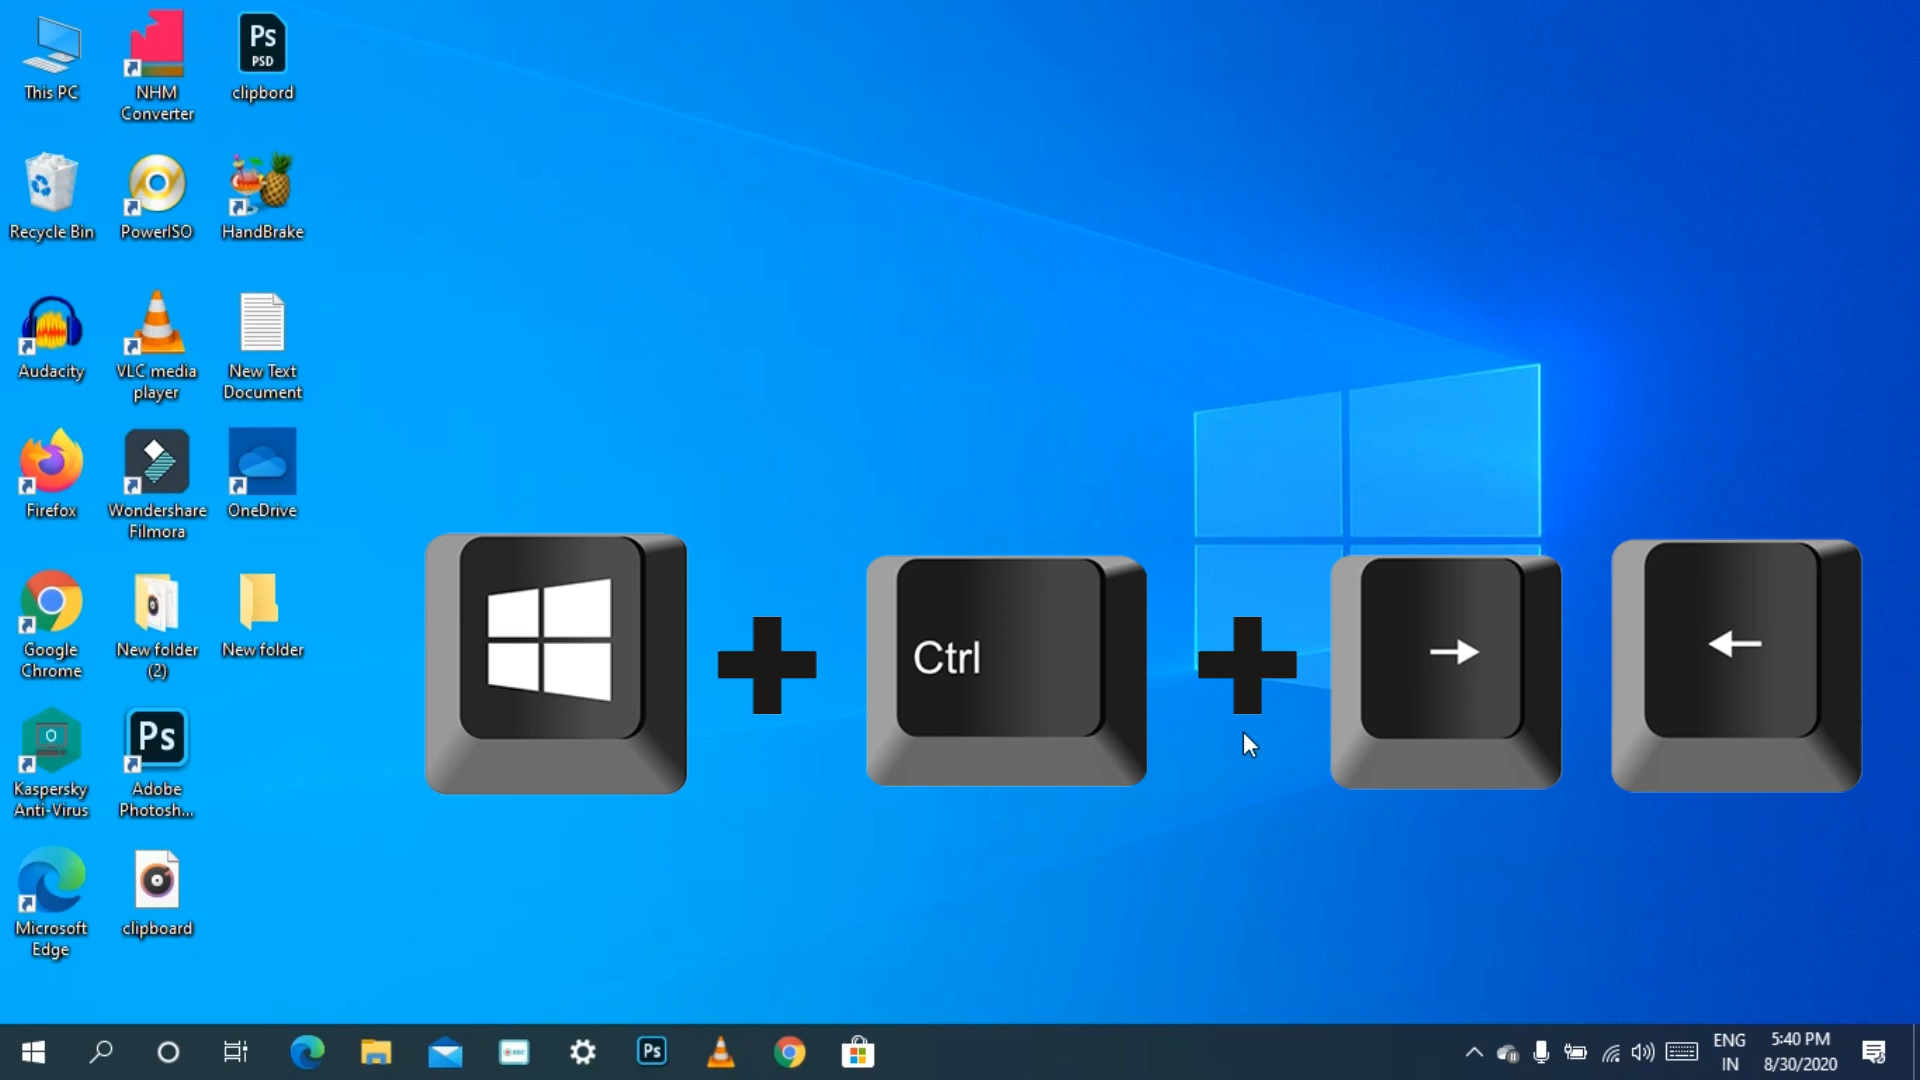 This PC
NHM
Converter
Ps
PSD
clipbord
Recycle Bin
PowerISO
HandBrake
Audacity
VLC media
player
New Text
Document
Firefox
Wondershare
Filmora
OneDrive
Google
Chrome
New folder
(2)
New folder
Ctrl
Kaspersky
Anti-Virus
Ps
Adobe
Photosh...
Microsoft
Edge
clipboard
REC
Ps
ENG
IN
5:40 PM
8/30/2020